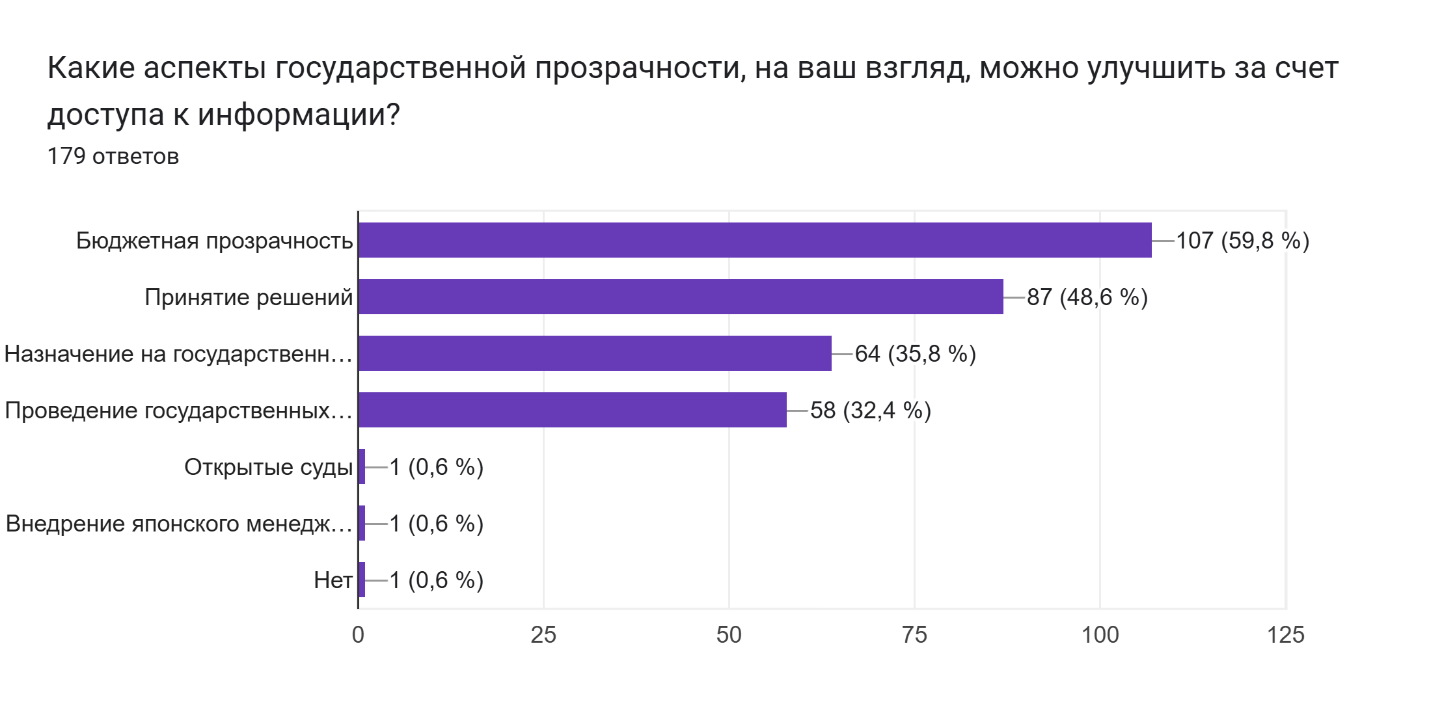 Какие аспекты государственной прозрачности, на ваш взгляд, можно улучшить за счет
доступа к информации?
179 ответов
Бюджетная прозрачность 107 (59,8 %)
Принятие решений 87 (48,6 %)
Назначение на государственн… 64 (35,8 %)
Проведение государственных… 58 (32,4 %)
Открытые суды 1 (0,6 %)
Внедрение японского менедж… 1 (0,6 %)
Нет 1 (0,6 %)
0 25 50 75 100 125